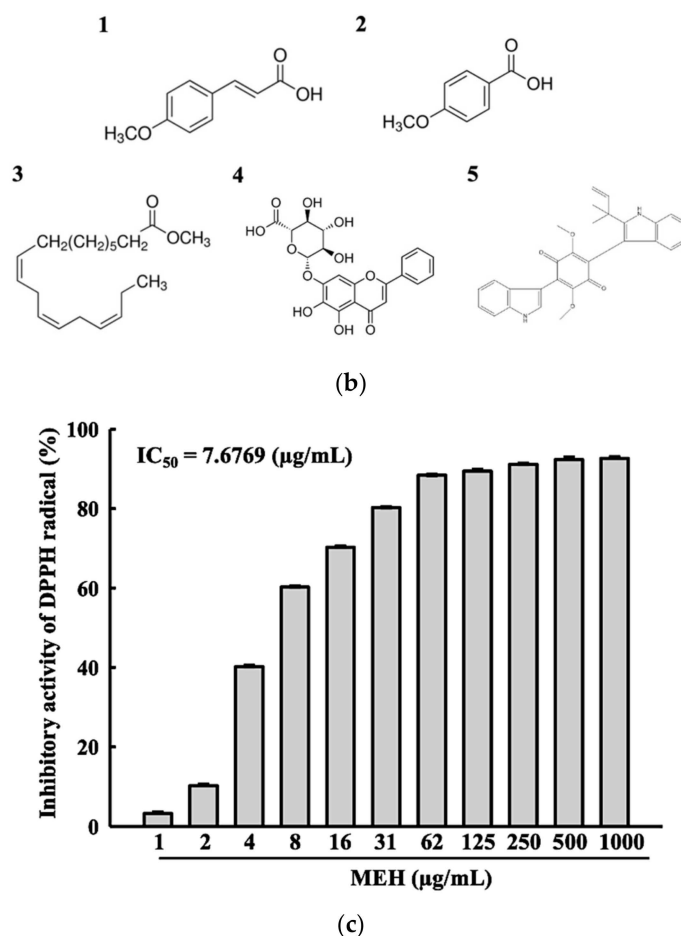 1
2
O
OH
H₃CO
O
OH
H₃CO
3
4
5
O
CH₂(CH₂)₅CH₂
OCH₃
CH₃
O
OH
HO
OH
OH
O
O
HO
OH
O
H
N
O
O
O
O
N
H
(b)
Inhibitory activity of DPPH radical (%)
100
80
60
40
20
0
IC₅₀ = 7.6769 (µg/mL)
1 2 4 8 16 31 62 125 250 500 1000
MEH (µg/mL)
(c)